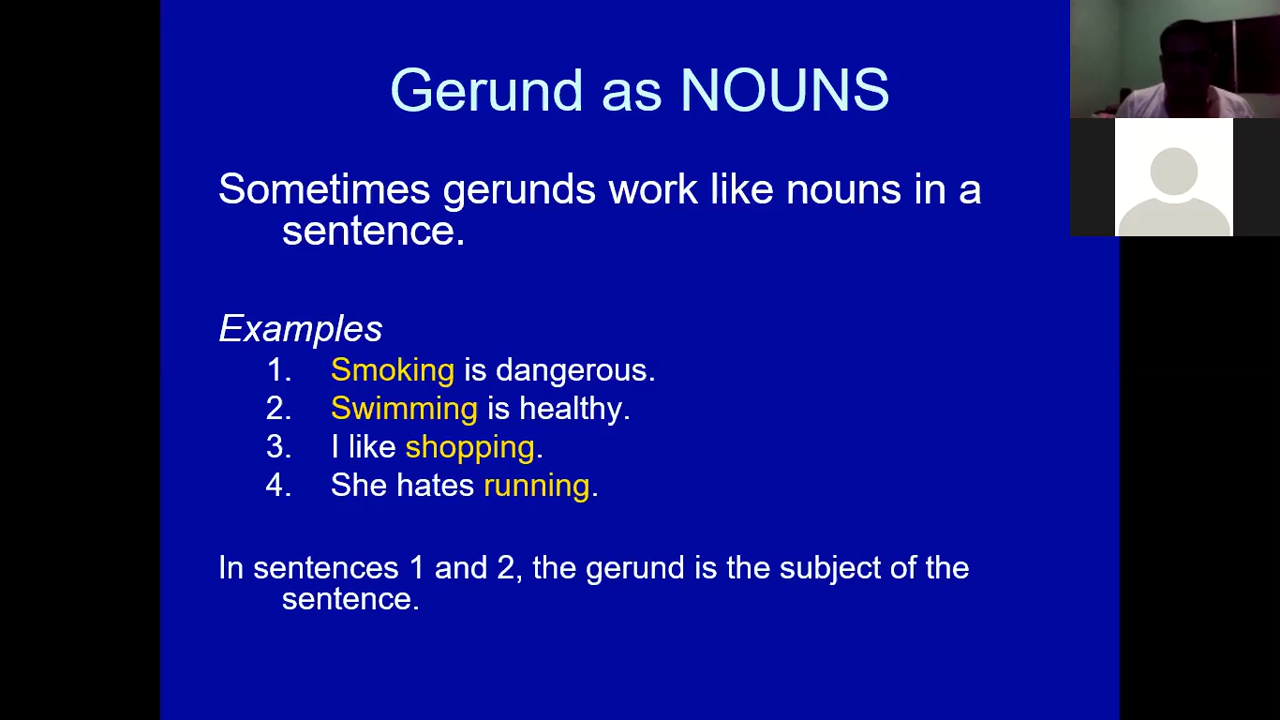 Gerund as NOUNS
Sometimes gerunds work like nouns in a
sentence.
Examples
1. Smoking is dangerous.
2. Swimming is healthy.
3. I like shopping.
4. She hates running.
In sentences 1 and 2, the gerund is the subject of the
sentence.